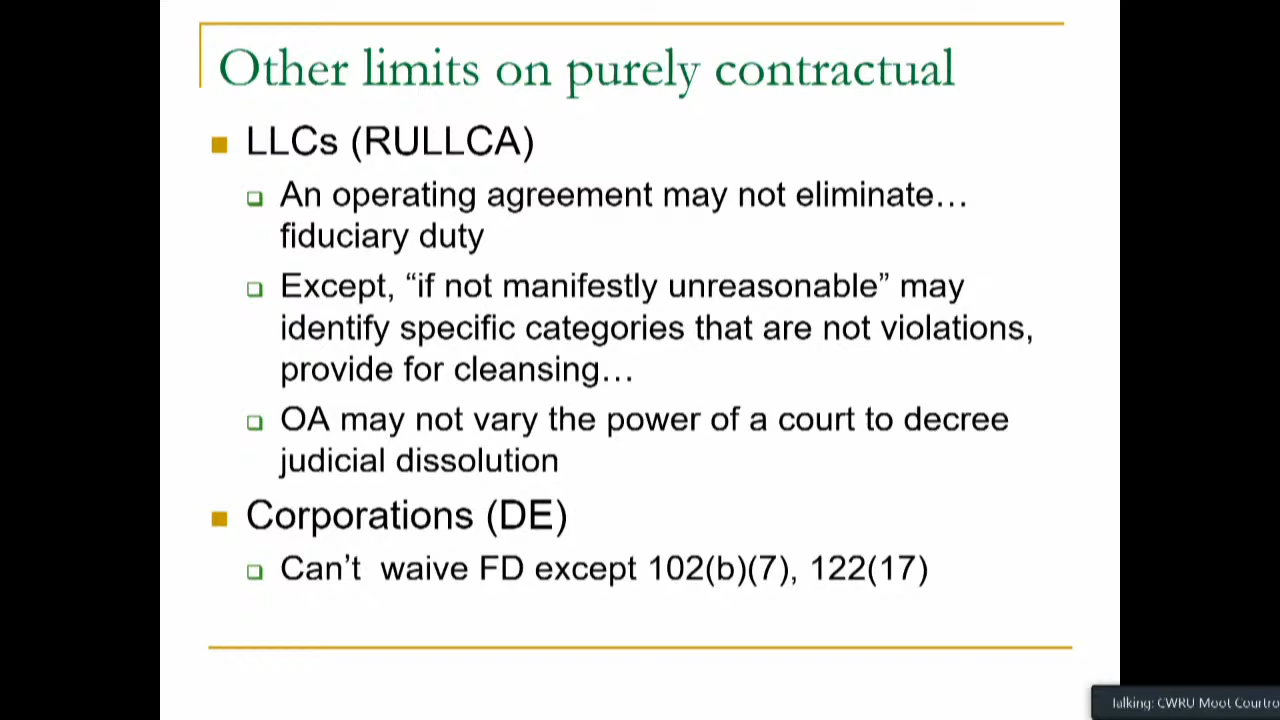 Other limits on purely contractual
LLCs (RULLCA)
An operating agreement may not eliminate…
fiduciary duty
Except, “if not manifestly unreasonable” may
identify specific categories that are not violations,
provide for cleansing…
OA may not vary the power of a court to decree
judicial dissolution
Corporations (DE)
Can’t waive FD except 102(b)(7), 122(17)
Talking: CWRU Moot Courtro